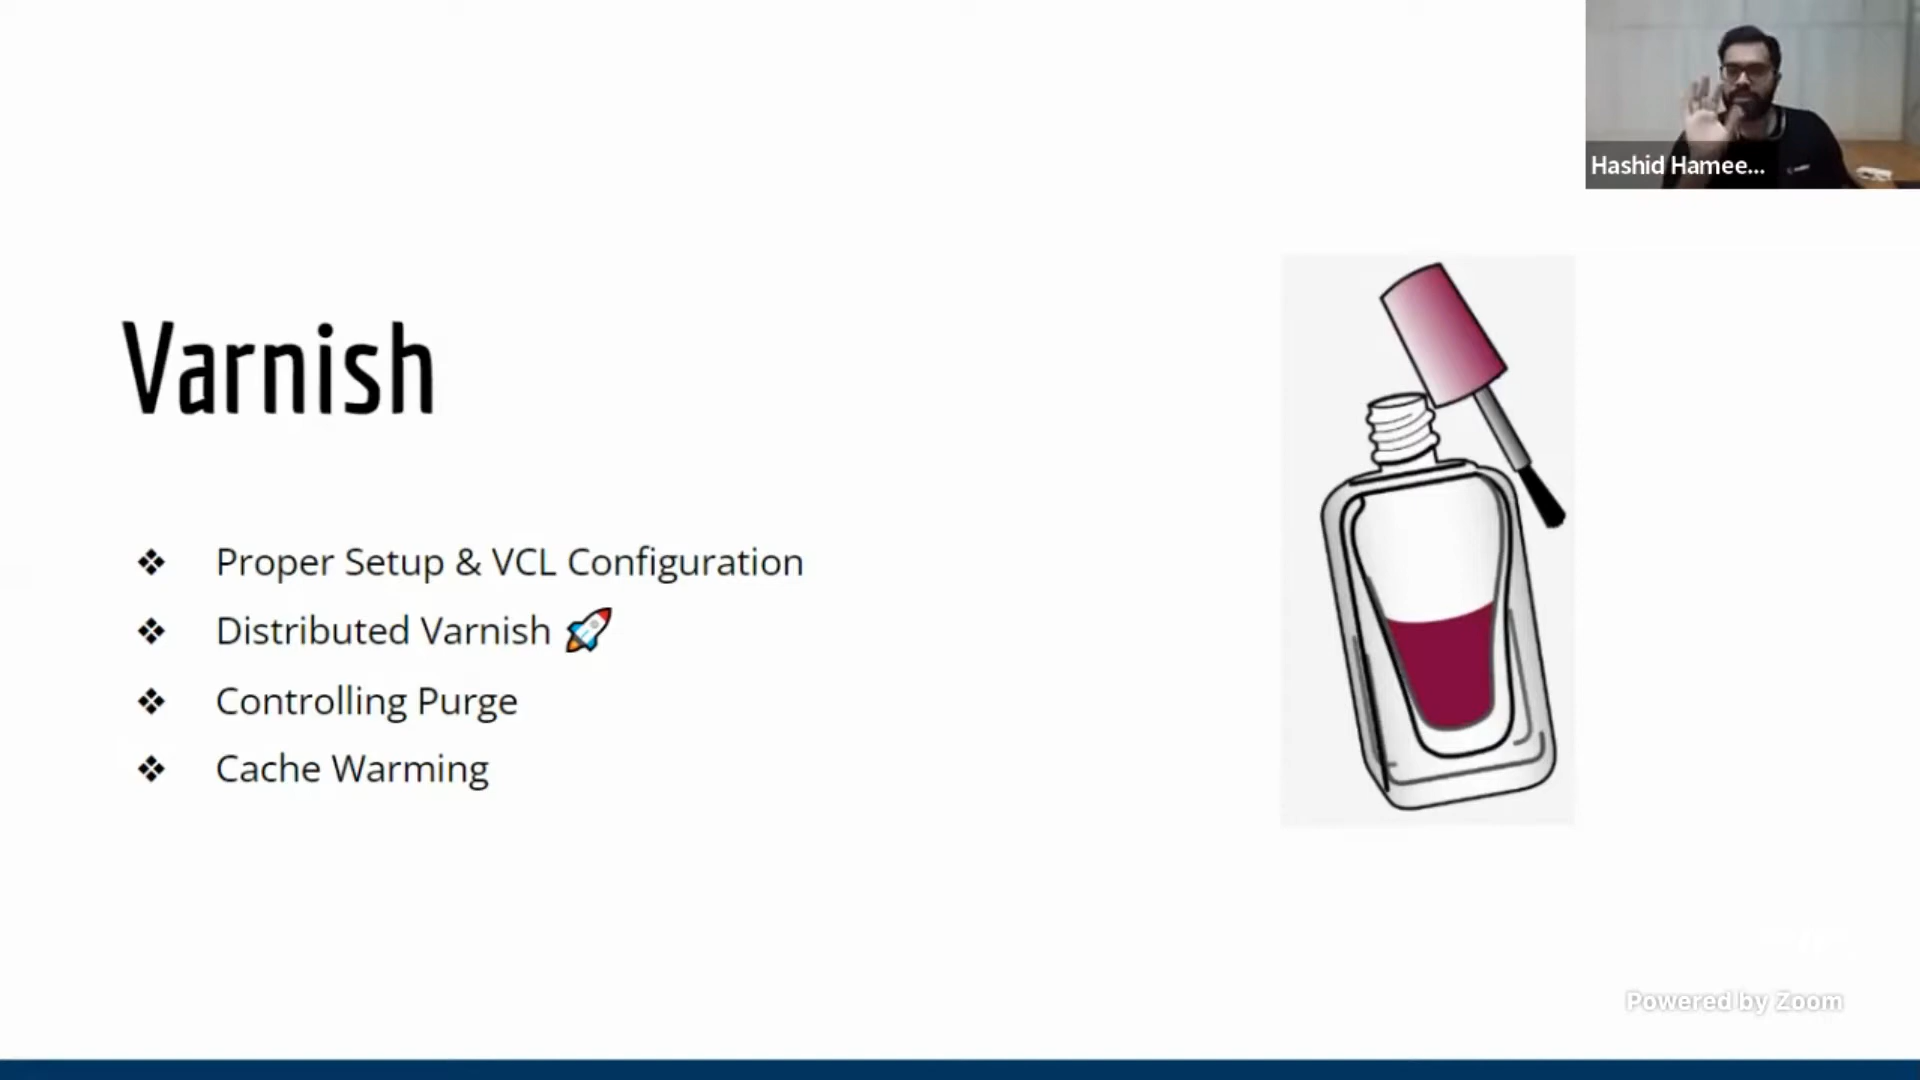 Hashid Hamee...
Varnish
❖ Proper Setup & VCL Configuration
❖ Distributed Varnish 🚀
❖ Controlling Purge
❖ Cache Warming
Powered by Zoom